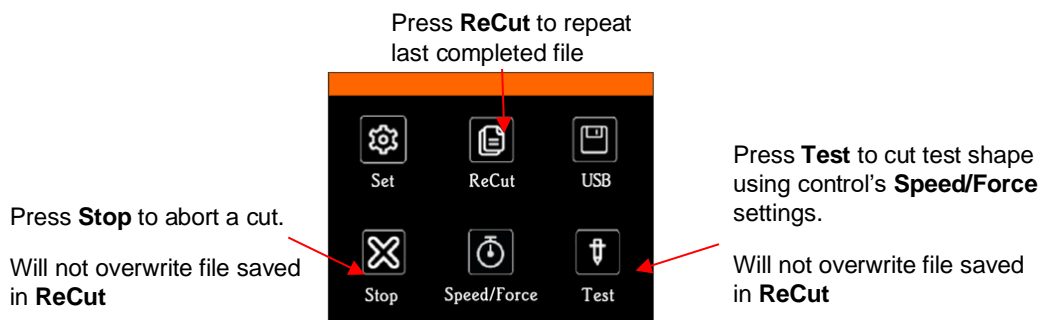 Press ReCut to repeat
last completed file
Set
ReCut
USB
Press Test to cut test shape
using control's Speed/Force
settings.
Press Stop to abort a cut.
Will not overwrite file saved
in ReCut
Stop
Speed/Force
Test
Will not overwrite file saved
in ReCut